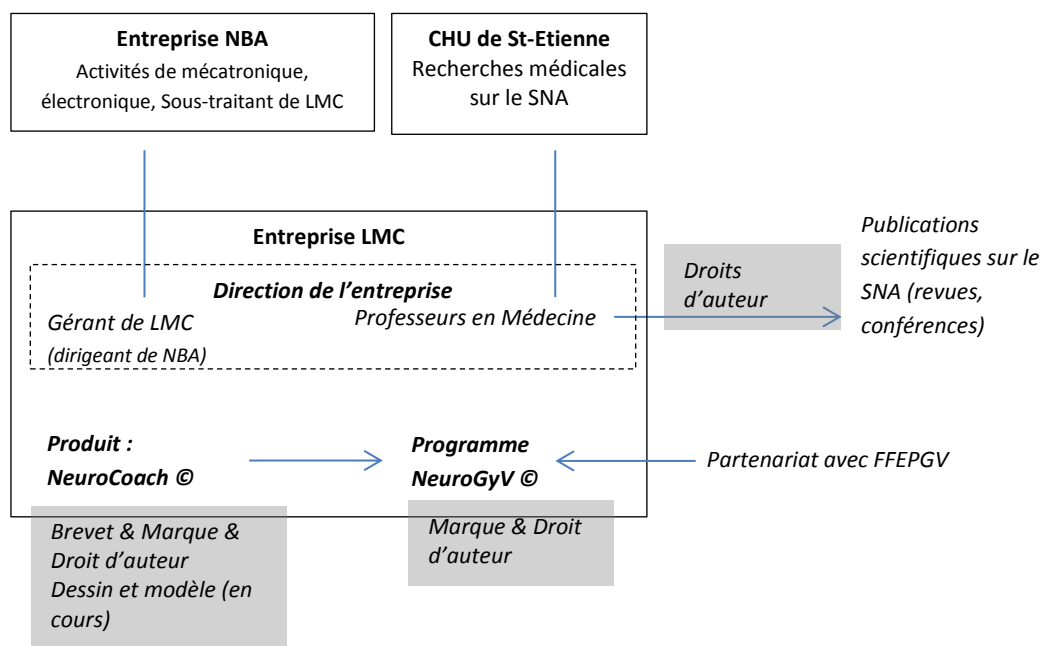 Entreprise NBA
Activités de mécatronique,
électronique, Sous-traitant de LMC
CHU de St-Etienne
Recherches médicales
sur le SNA
Entreprise LMC
Direction de l’entreprise
Gérant de LMC
(dirigeant de NBA)
Professeurs en Médecine
Droits
d’auteur
Publications
scientifiques sur le
SNA (revues,
conférences)
Produit :
NeuroCoach ©
Programme
NeuroGyV ©
Partenariat avec FFEPGV
Brevet & Marque &
Droit d’auteur
Dessin et modèle (en
cours)
Marque & Droit
d’auteur